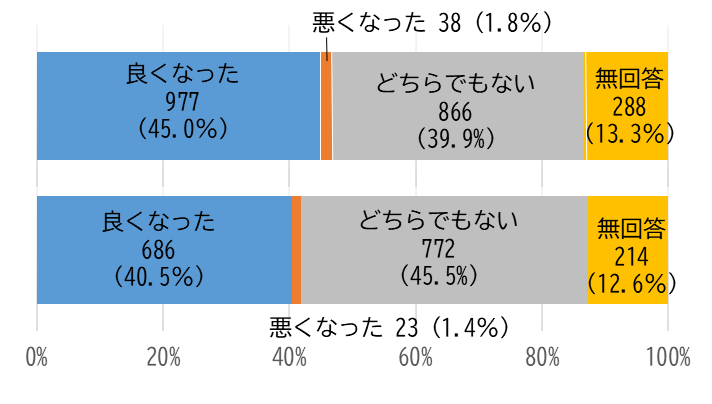 悪くなった 38 (1.8%)
良くなった
977
(45.0%)
どちらでもない
866
(39.9%)
無回答
288
(13.3%)
良くなった
686
(40.5%)
どちらでもない
772
(45.5%)
無回答
214
(12.6%)
悪くなった 23 (1.4%)
0% 20% 40% 60% 80% 100%